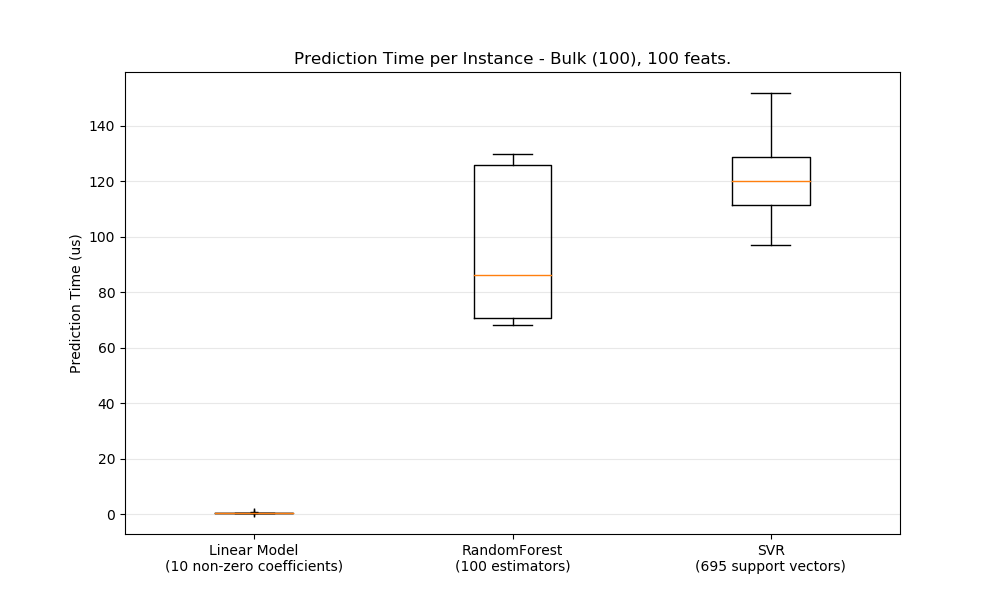 Prediction Time per Instance - Bulk (100), 100 feats.
Prediction Time (us)
140
120
100
80
60
40
20
0
Linear Model
(10 non-zero coefficients)
RandomForest
(100 estimators)
SVR
(695 support vectors)